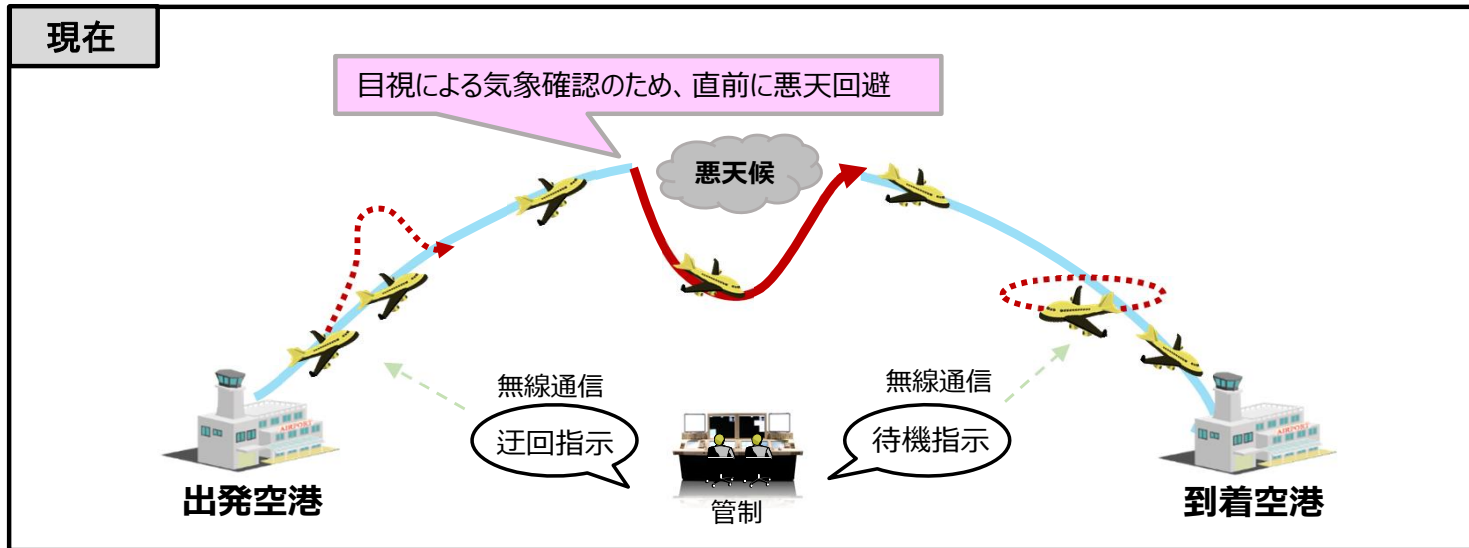 現在
目視による気象確認のため、直前に悪天回避
悪天候
無線通信
迂回指示
無線通信
待機指示
AIRPORT
AIRPORT
出発空港
管制
到着空港